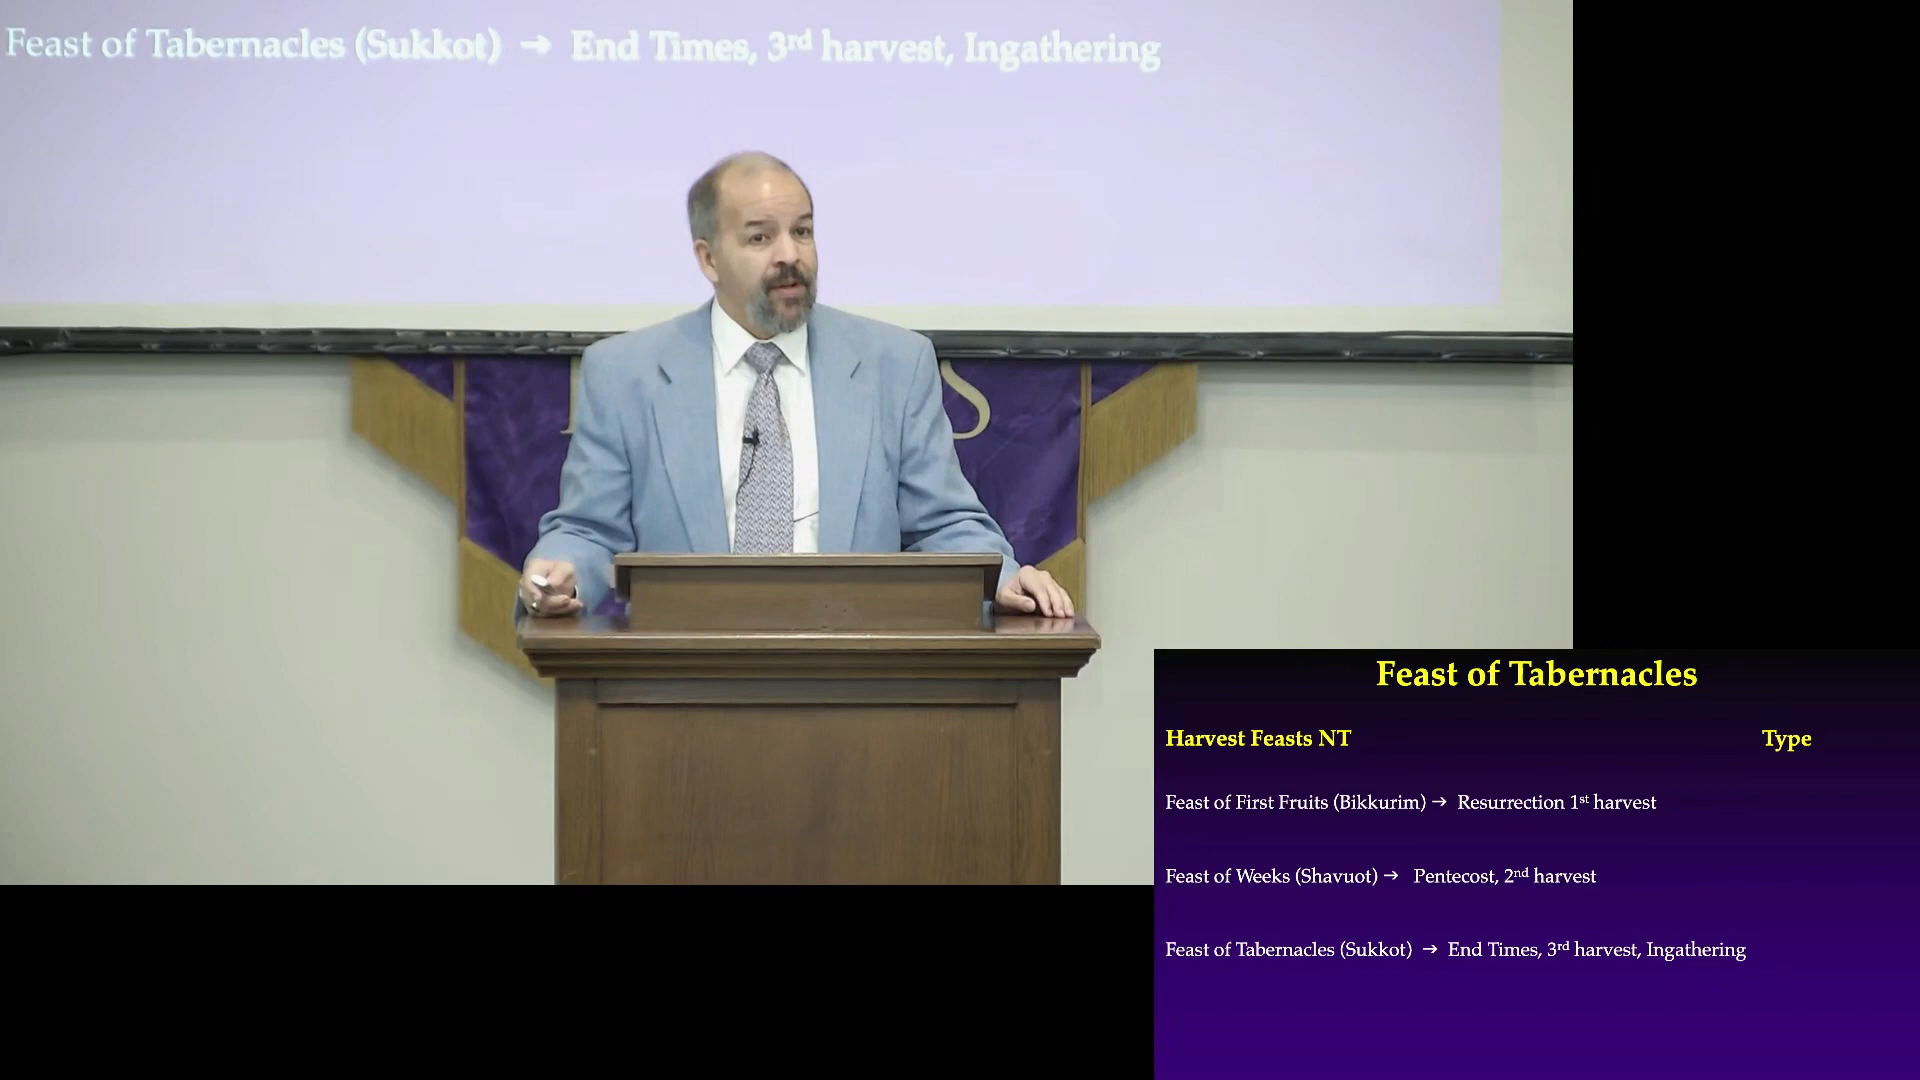 Feast of Tabernacles (Sukkot) → End Times, 3rd harvest, Ingathering
S
Feast of Tabernacles
Harvest Feasts NT Type
Feast of First Fruits (Bikkurim) → Resurrection 1st harvest
Feast of Weeks (Shavuot) → Pentecost, 2nd harvest
Feast of Tabernacles (Sukkot) → End Times, 3rd harvest, Ingathering